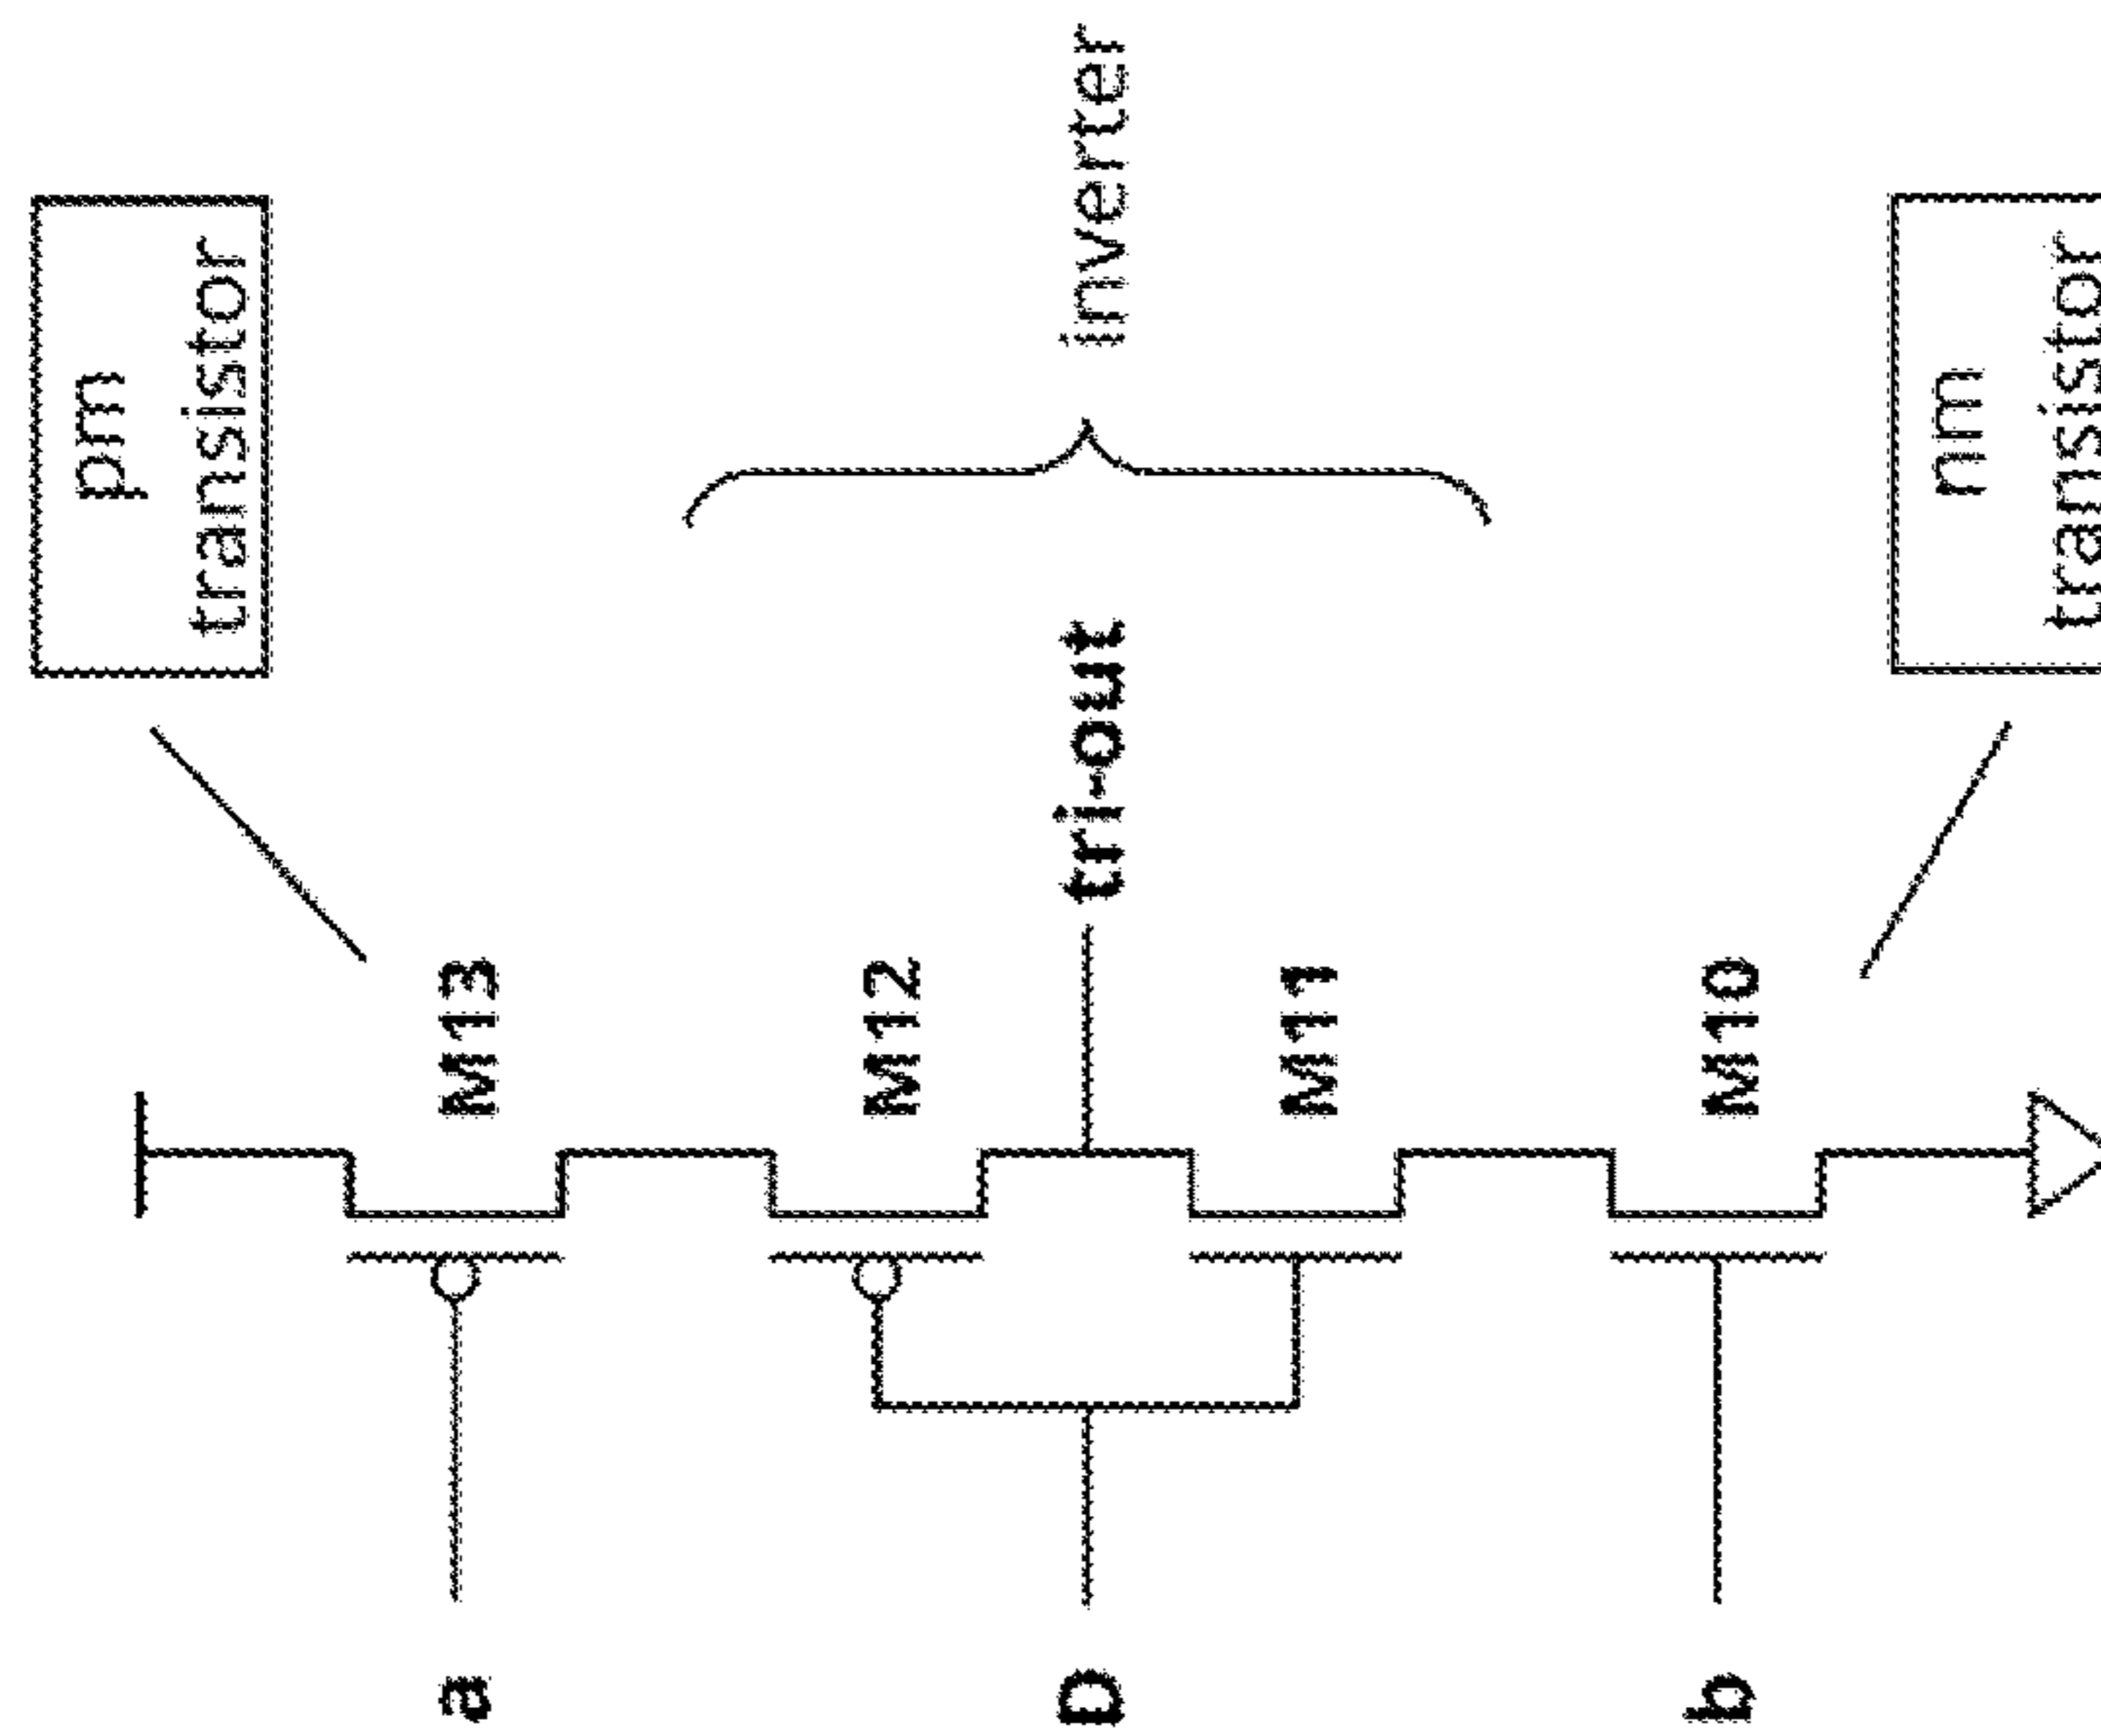 pm
transistor
a
M13
M12
D
tri-out
inverter
M11
b
M10
nm
transistor